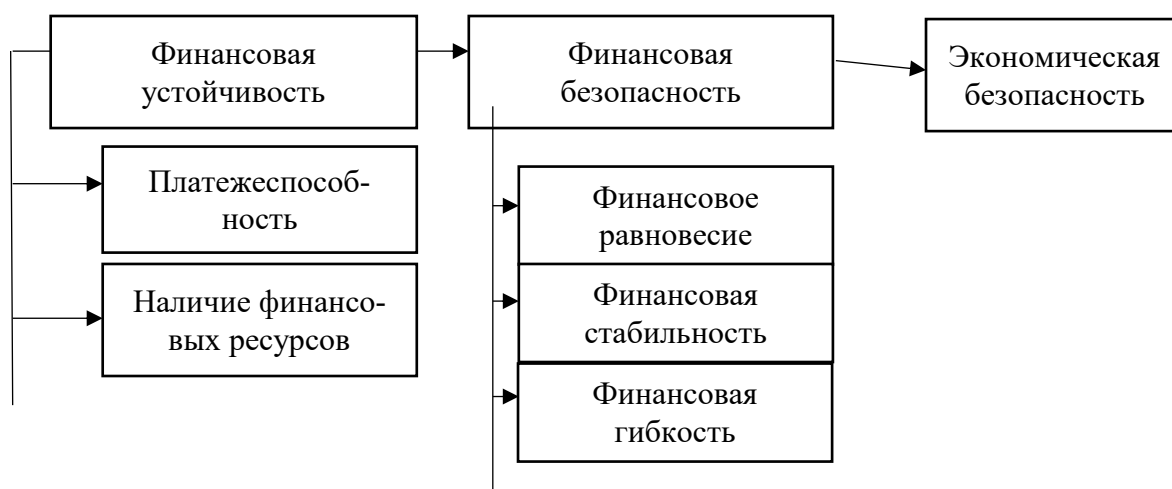 Финансовая
устойчивость
Финансовая
безопасность
Экономическая
безопасность
Платежеспособ-
ность
Наличие финансо-
вых ресурсов
Финансовое
равновесие
Финансовая
стабильность
Финансовая
гибкость